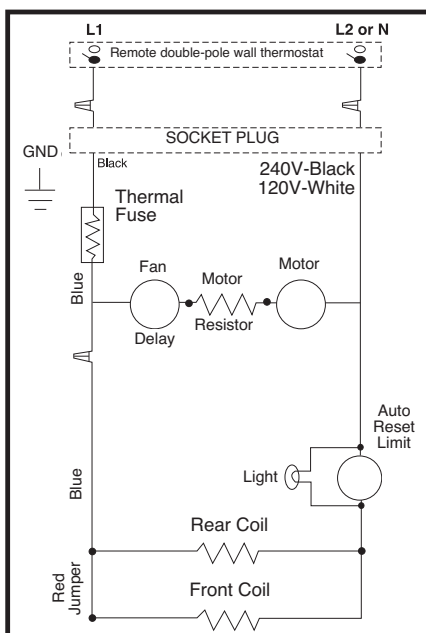 L1 L2 or N
Remote double-pole wall thermostat
SOCKET PLUG
GND
Black
240V-Black
120V-White
Thermal
Fuse
Blue
Fan
Delay
Motor
Resistor
Motor
Auto
Reset
Limit
Light
Blue
Rear Coil
Red
Jumper
Front Coil